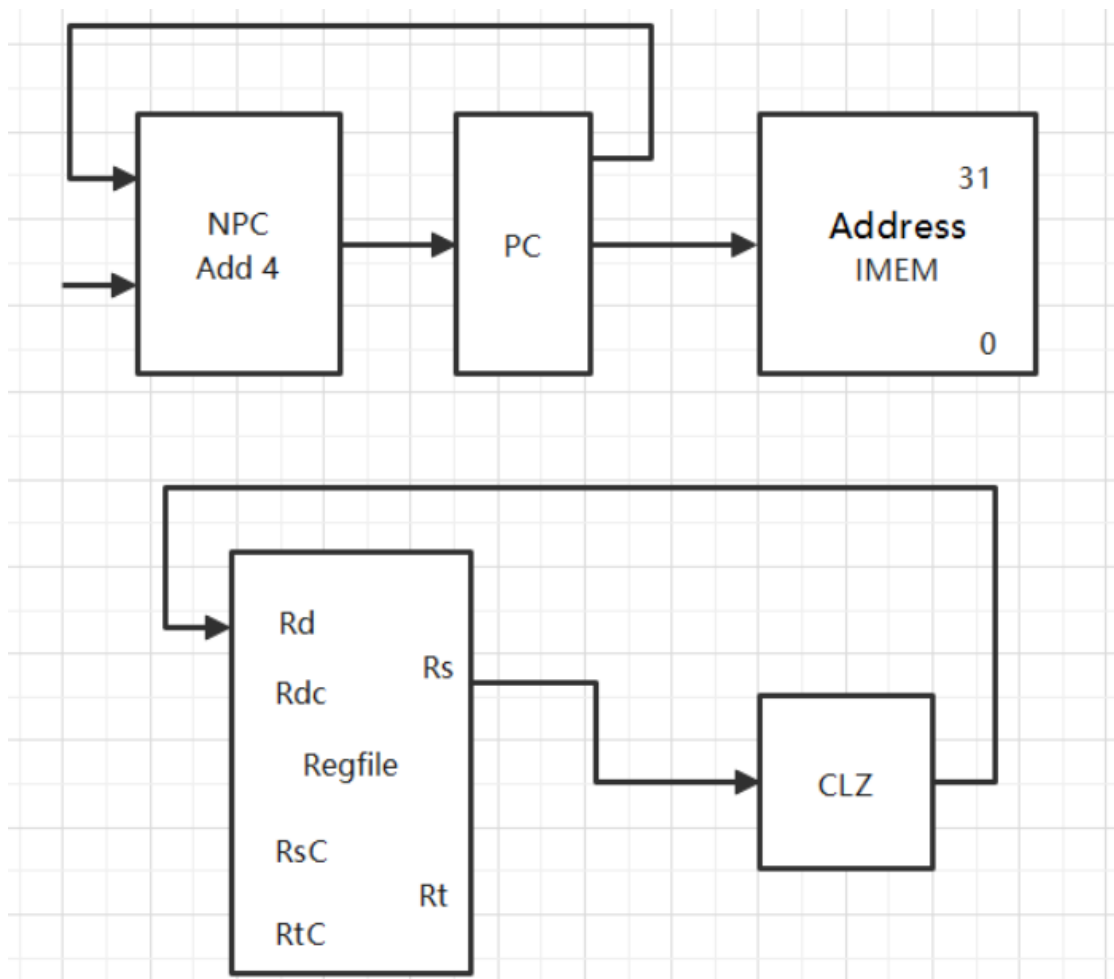 NPC
Add 4
PC
31
Address
IMEM
0
Rd
Rs
Rdc
Regfile
CLZ
RsC
Rt
RtC